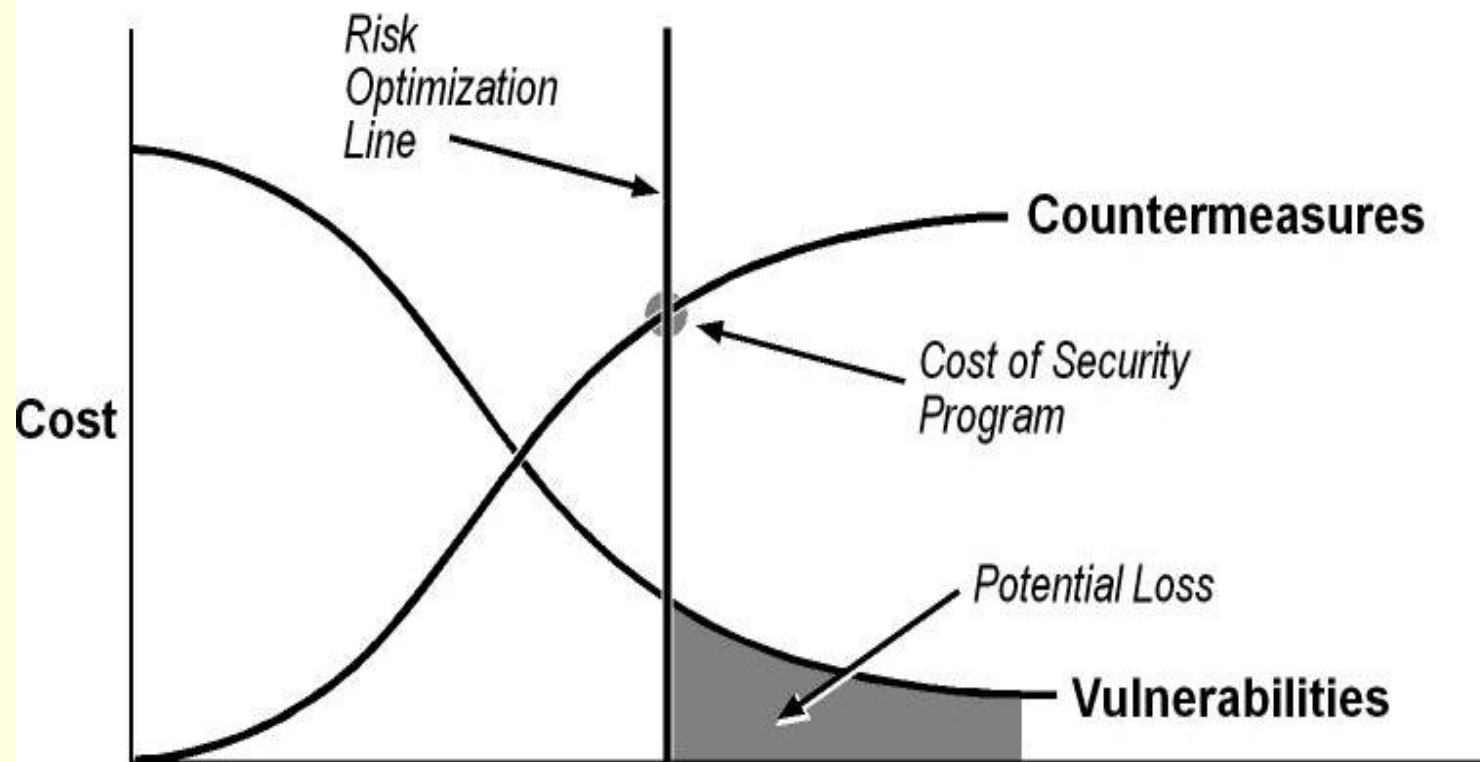 Risk
Optimization
Line
Countermeasures
Cost of Security
Program
Cost
Potential Loss
Vulnerabilities